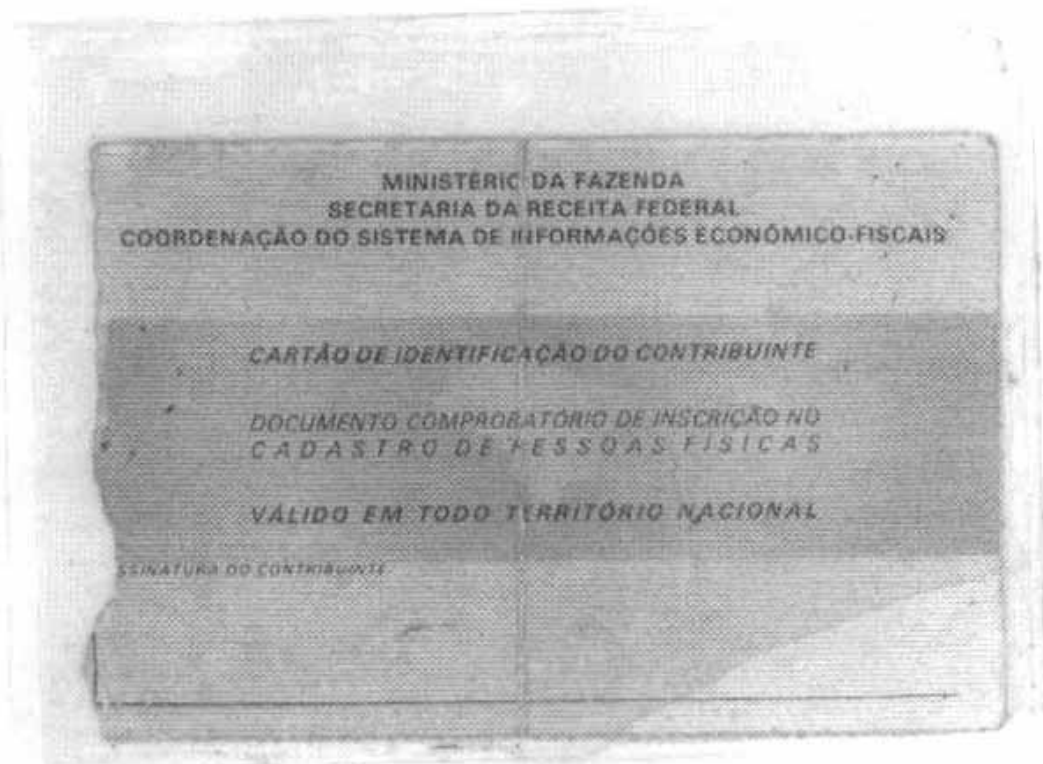 MINISTÉRIO DA FAZENDA
SECRETARIA DA RECEITA FEDERAL
COORDENAÇÃO DO SISTEMA DE INFORMAÇÕES ECONÔMICO-FISCAIS
CARTÃO DE IDENTIFICAÇÃO DO CONTRIBUINTE
DOCUMENTO COMPROBATÓRIO DE INSCRIÇÃO NO
CADASTRO DE PESSOAS FÍSICAS
VÁLIDO EM TODO TERRITÓRIO NACIONAL
SSINATURA DO CONTRIBUINTE